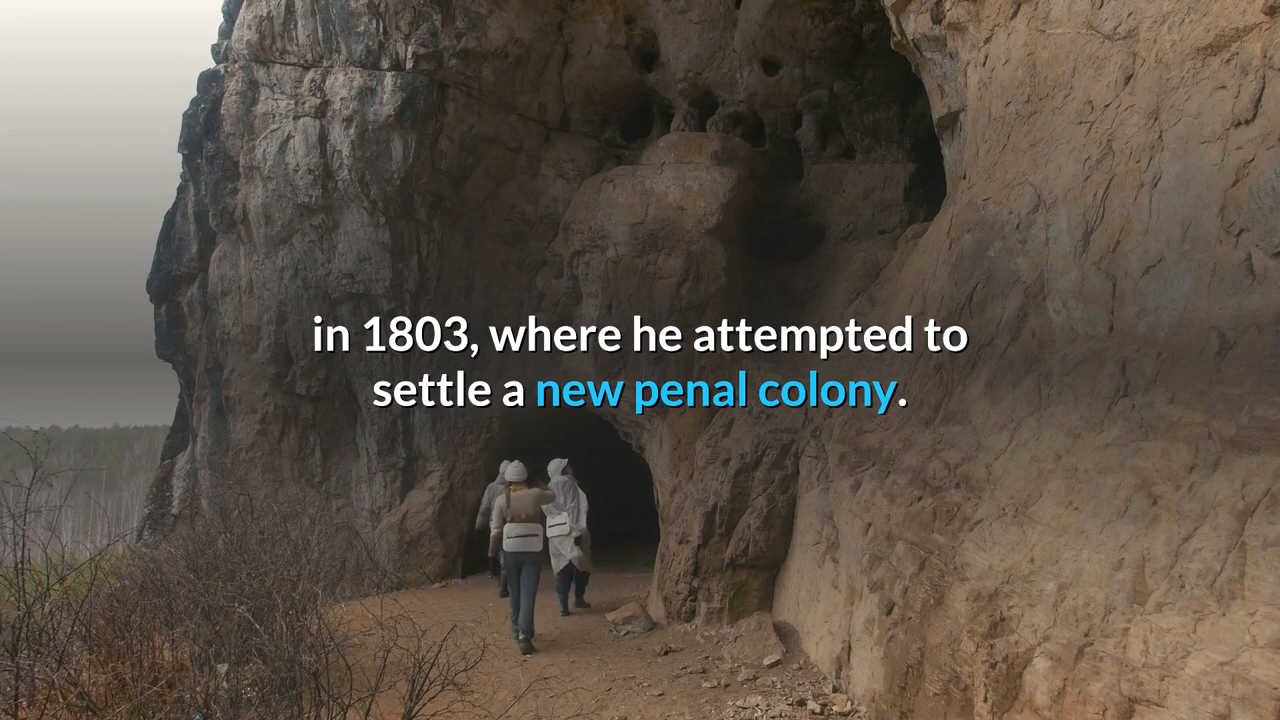 in 1803, where he attempted to
settle a new penal colony.